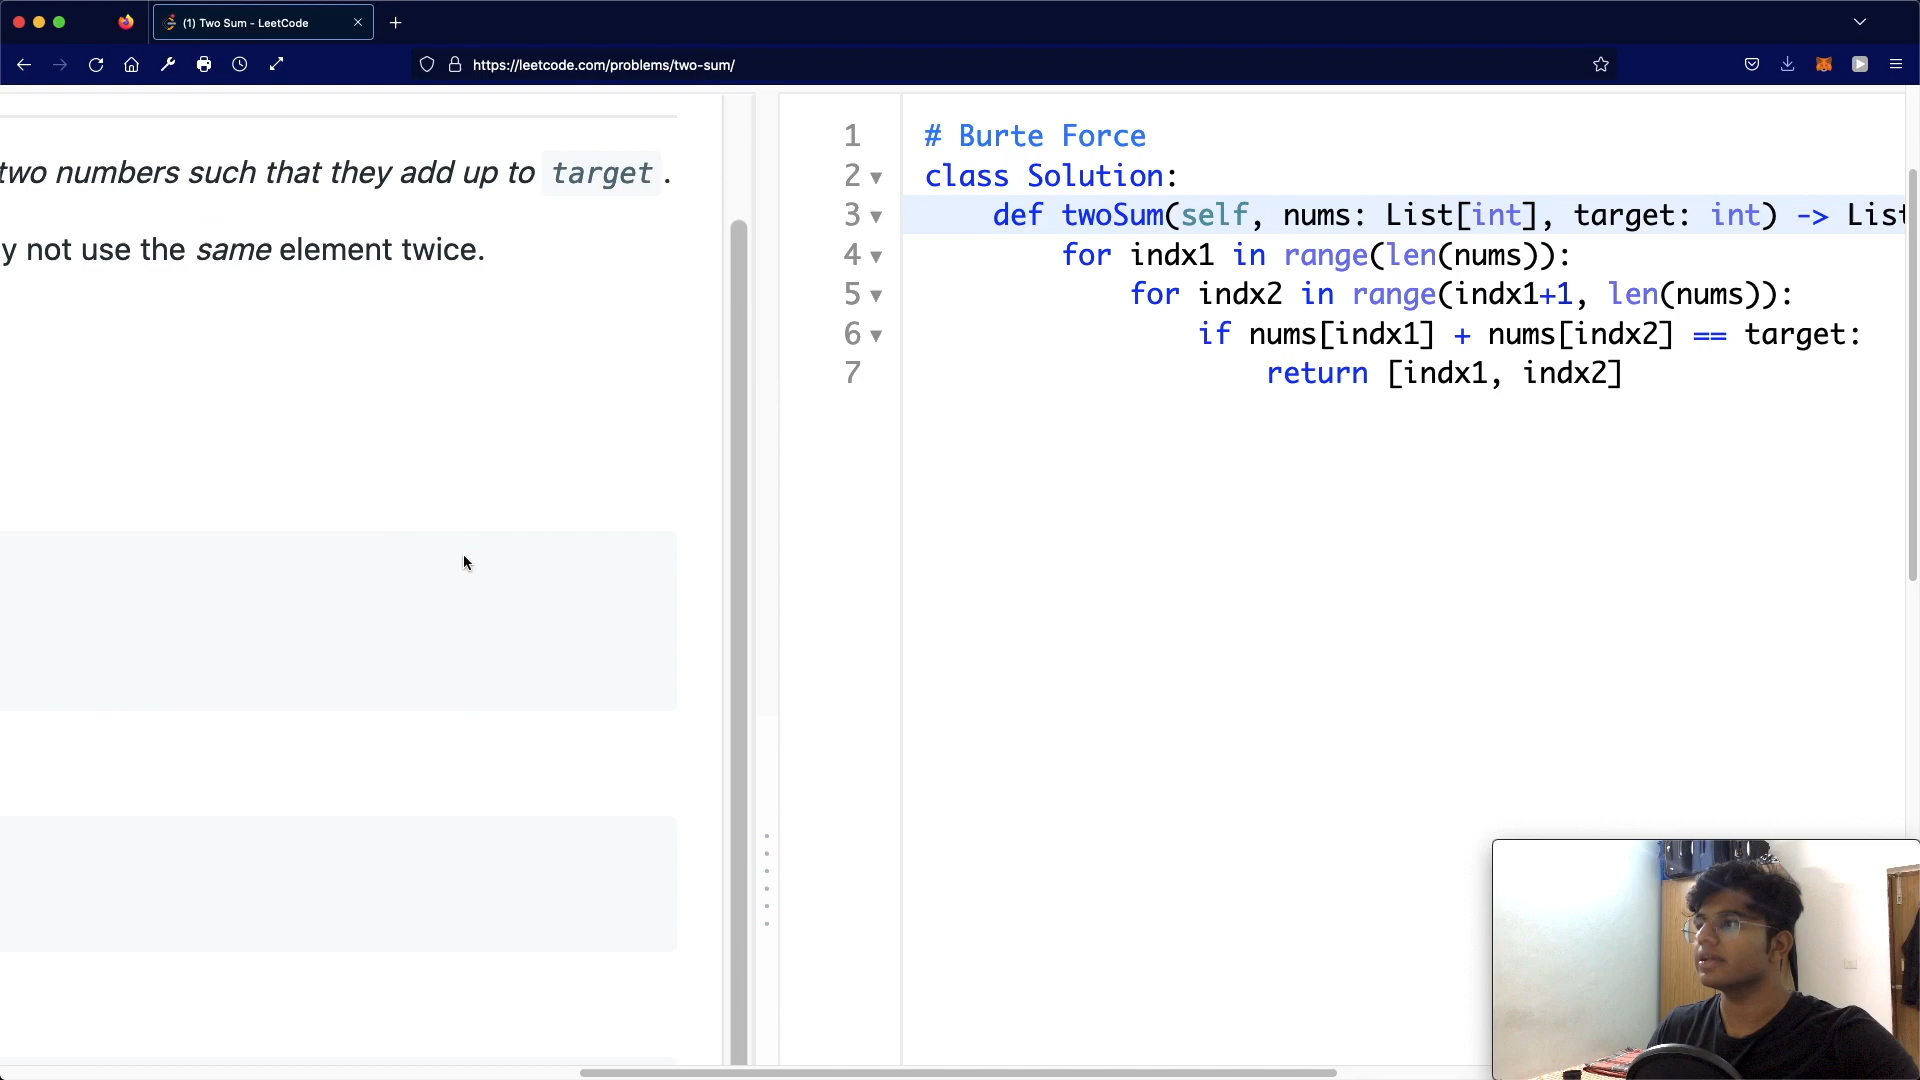 (1) Two Sum - LeetCode
https://leetcode.com/problems/two-sum/
two numbers such that they add up to target.
y not use the same element twice.
1 # Burte Force
2 class Solution:
3 def twoSum(self, nums: List[int], target: int) -> List
4 for indx1 in range(len(nums)):
5 for indx2 in range(indx1+1, len(nums)):
6 if nums[indx1] + nums[indx2] == target:
7 return [indx1, indx2]